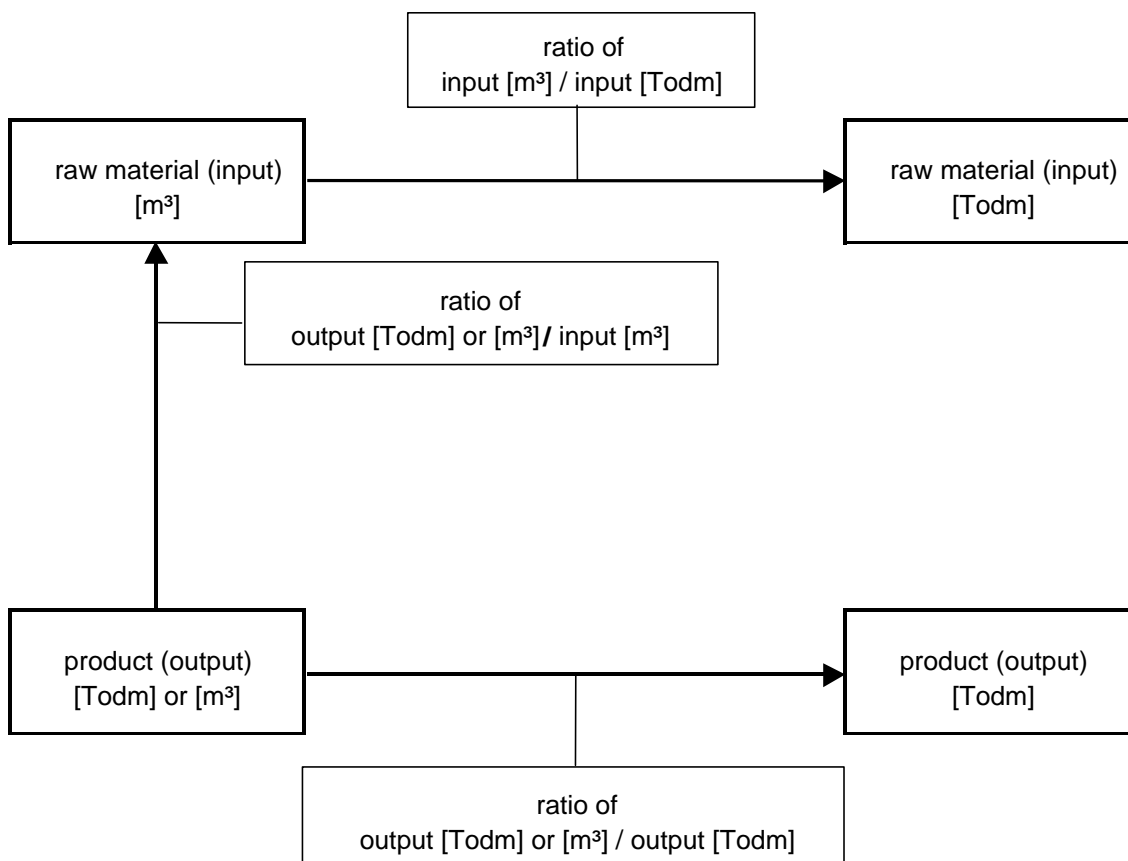 ratio of
input [m³] / input [Todm]
raw material (input)
[m³]
raw material (input)
[Todm]
ratio of
output [Todm] or [m³] / input [m³]
product (output)
[Todm] or [m³]
product (output)
[Todm]
ratio of
output [Todm] or [m³] / output [Todm]